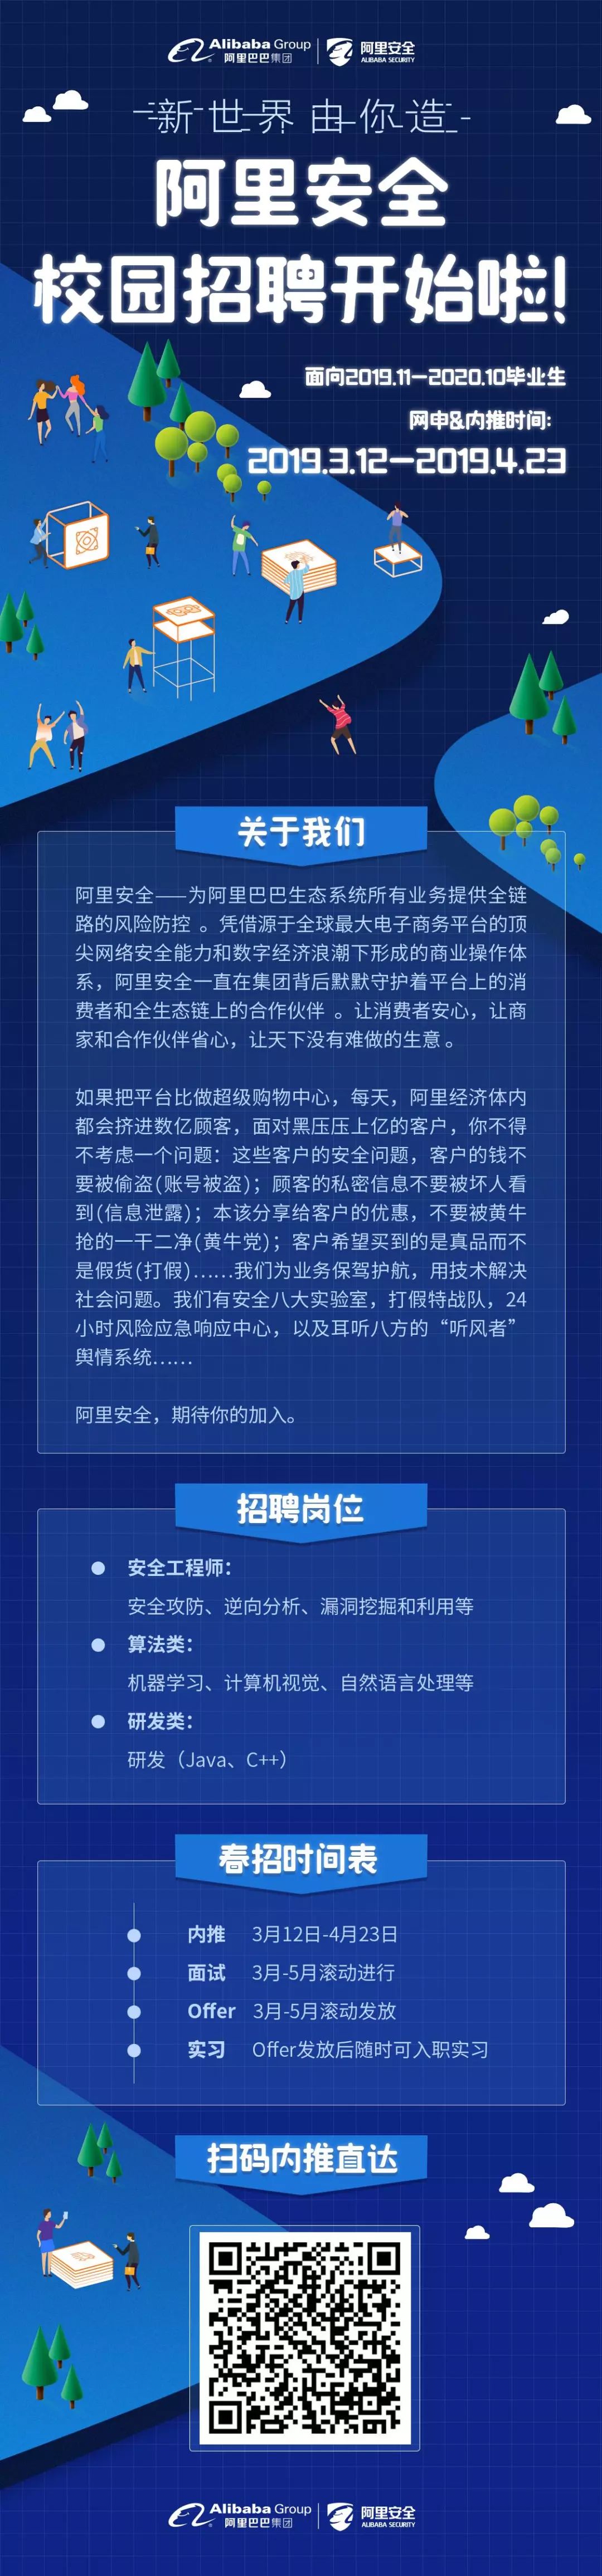 Alibaba Group
阿里巴巴集团
阿里安全
ALIBABA SECURITY
新世界 由你造
阿里安全
校园招聘开始啦!
面向2019.11—2020.10毕业生
网申&内推时间:
2019.3.12—2019.4.23
关于我们
阿里安全——为阿里巴巴生态系统所有业务提供全链
路的风险防控 。凭借源于全球最大电子商务平台的顶
尖网络安全能力和数字经济浪潮下形成的商业操作体
系，阿里安全一直在集团背后默默守护着平台上的消
费者和全生态链上的合作伙伴 。让消费者安心，让商
家和合作伙伴省心，让天下没有难做的生意 。
如果把平台比做超级购物中心，每天，阿里经济体内
都会挤进数亿顾客，面对黑压压上亿的客户，你不得
不考虑一个问题：这些客户的安全问题，客户的钱不
要被偷盗(账号被盗)；顾客的私密信息不要被坏人看
到(信息泄露)；本该分享给客户的优惠，不要被黄牛
抢的一干二净(黄牛党)；客户希望买到的是真品而不
是假货(打假)……我们为业务保驾护航，用技术解决
社会问题。我们有安全八大实验室，打假特战队，24
小时风险应急响应中心，以及耳听八方的“听风者”
舆情系统……
阿里安全，期待你的加入。
招聘岗位
安全工程师：
安全攻防、逆向分析、漏洞挖掘和利用等
算法类：
机器学习、计算机视觉、自然语言处理等
研发类：
研发（Java、C++）
春招时间表
内推 3月12日-4月23日
面试 3月-5月滚动进行
Offer 3月-5月滚动发放
实习 Offer发放后随时可入职实习
扫码内推直达
Alibaba Group
阿里巴巴集团
阿里安全
ALIBABA SECURITY